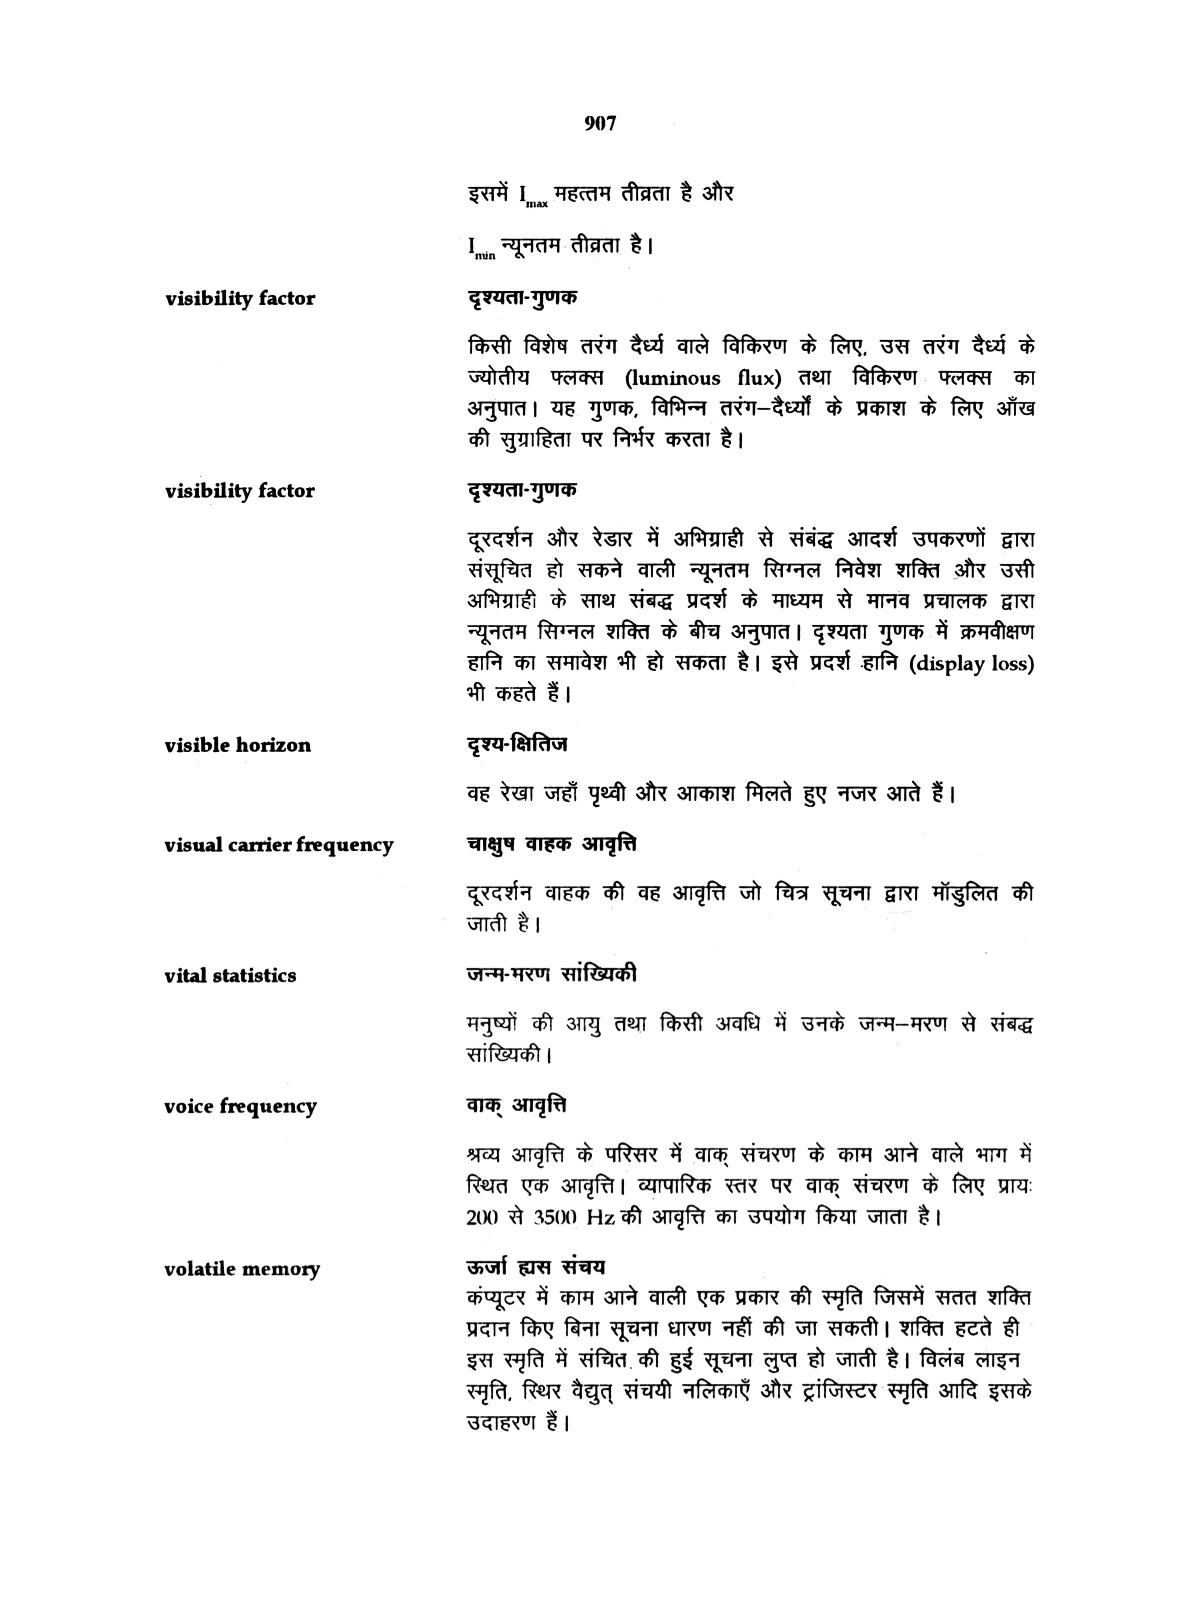 907
इसमें I max महत्तम तीव्रता है और
I min न्यूनतम तीव्रता है।
visibility factor दृश्यता-गुणक
किसी विशेष तरंग दैर्ध्य वाले विकिरण के लिए, उस तरंग दैर्ध्य के
ज्योतीय फ्लक्स (luminous flux) तथा विकिरण फ्लक्स का
अनुपात। यह गुणक, विभिन्न तरंग–दैर्ध्यों के प्रकाश के लिए आँख
की सुग्राहिता पर निर्भर करता है।
visibility factor दृश्यता-गुणक
दूरदर्शन और रेडार में अभिग्राही से संबंद्ध आदर्श उपकरणों द्वारा
संसूचित हो सकने वाली न्यूनतम सिग्नल निवेश शक्ति और उसी
अभिग्राही के साथ संबद्ध प्रदर्श के माध्यम से मानव प्रचालक द्वारा
न्यूनतम सिग्नल शक्ति के बीच अनुपात। दृश्यता गुणक में क्रमवीक्षण
हानि का समावेश भी हो सकता है। इसे प्रदर्श हानि (display loss)
भी कहते हैं।
visible horizon दृश्य-क्षितिज
वह रेखा जहाँ पृथ्वी और आकाश मिलते हुए नजर आते हैं।
visual carrier frequency चाक्षुष वाहक आवृत्ति
दूरदर्शन वाहक की वह आवृत्ति जो चित्र सूचना द्वारा मॉडुलित की
जाती है।
vital statistics जन्म-मरण सांख्यिकी
मनुष्यों की आयु तथा किसी अवधि में उनके जन्म–मरण से संबद्ध
सांख्यिकी।
voice frequency वाक् आवृत्ति
श्रव्य आवृत्ति के परिसर में वाक् संचरण के काम आने वाले भाग में
स्थित एक आवृत्ति। व्यापारिक स्तर पर वाक् संचरण के लिए प्रायः
200 से 3500 Hz की आवृत्ति का उपयोग किया जाता है।
volatile memory ऊर्जा ह्यस संचय
कंप्यूटर में काम आने वाली एक प्रकार की स्मृति जिसमें सतत शक्ति
प्रदान किए बिना सूचना धारण नहीं की जा सकती। शक्ति हटते ही
इस स्मृति में संचित की हुई सूचना लुप्त हो जाती है। विलंब लाइन
स्मृति, स्थिर वैद्युत् संचयी नलिकाएँ और ट्रांजिस्टर स्मृति आदि इसके
उदाहरण हैं।